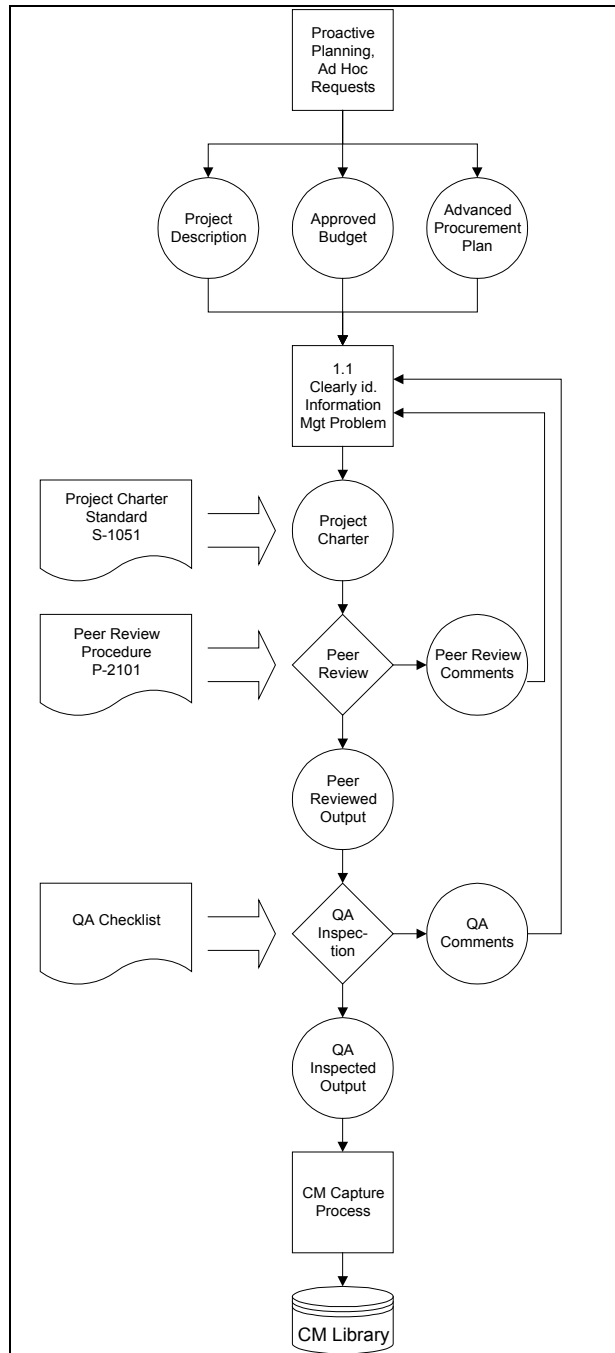 Proactive
Planning,
Ad Hoc
Requests
Project
Description
Approved
Budget
Advanced
Procurement
Plan
1.1
Clearly id.
Information
Mgt Problem
Project Charter
Standard
S-1051
Project
Charter
Peer Review
Procedure
P-2101
Peer
Review
Peer Review
Comments
Peer
Reviewed
Output
QA Checklist
QA
Inspec-
tion
QA
Comments
QA
Inspected
Output
CM Capture
Process
CM Library